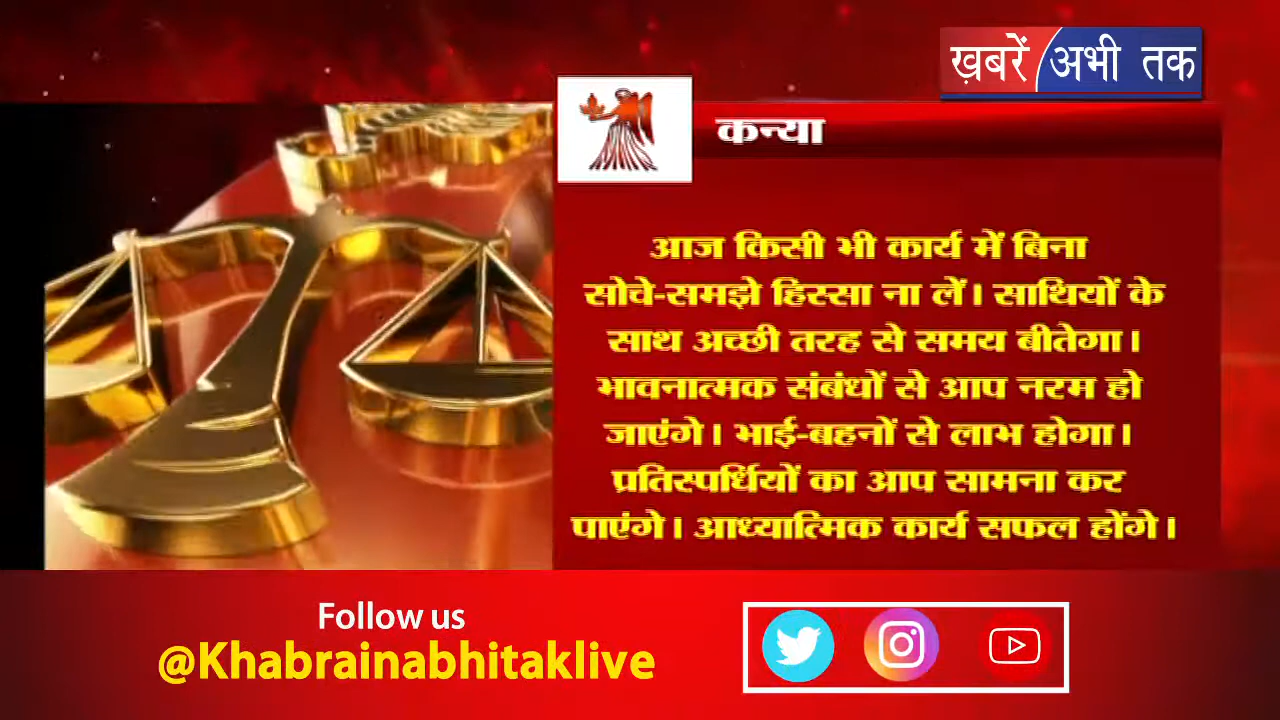 ख़बरें अभी तक
कन्या
आज किसी भी कार्य में बिना
सोचे-समझे हिस्सा ना लें। साथियों के
साथ अच्छी तरह से समय बीतेगा।
भावनात्मक संबंधों से आप नरम हो
जाएंगे। भाई-बहनों से लाभ होगा।
प्रतिस्पर्धियों का आप सामना कर
पाएंगे। आध्यात्मिक कार्य सफल होंगे।
Follow us
@Khabrainabhitaklive